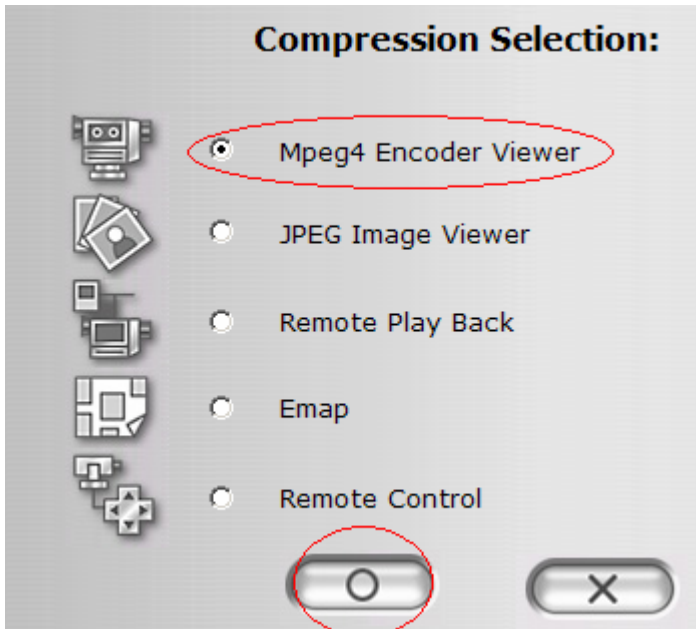 Compression Selection:
Mpeg4 Encoder Viewer
JPEG Image Viewer
Remote Play Back
Emap
Remote Control